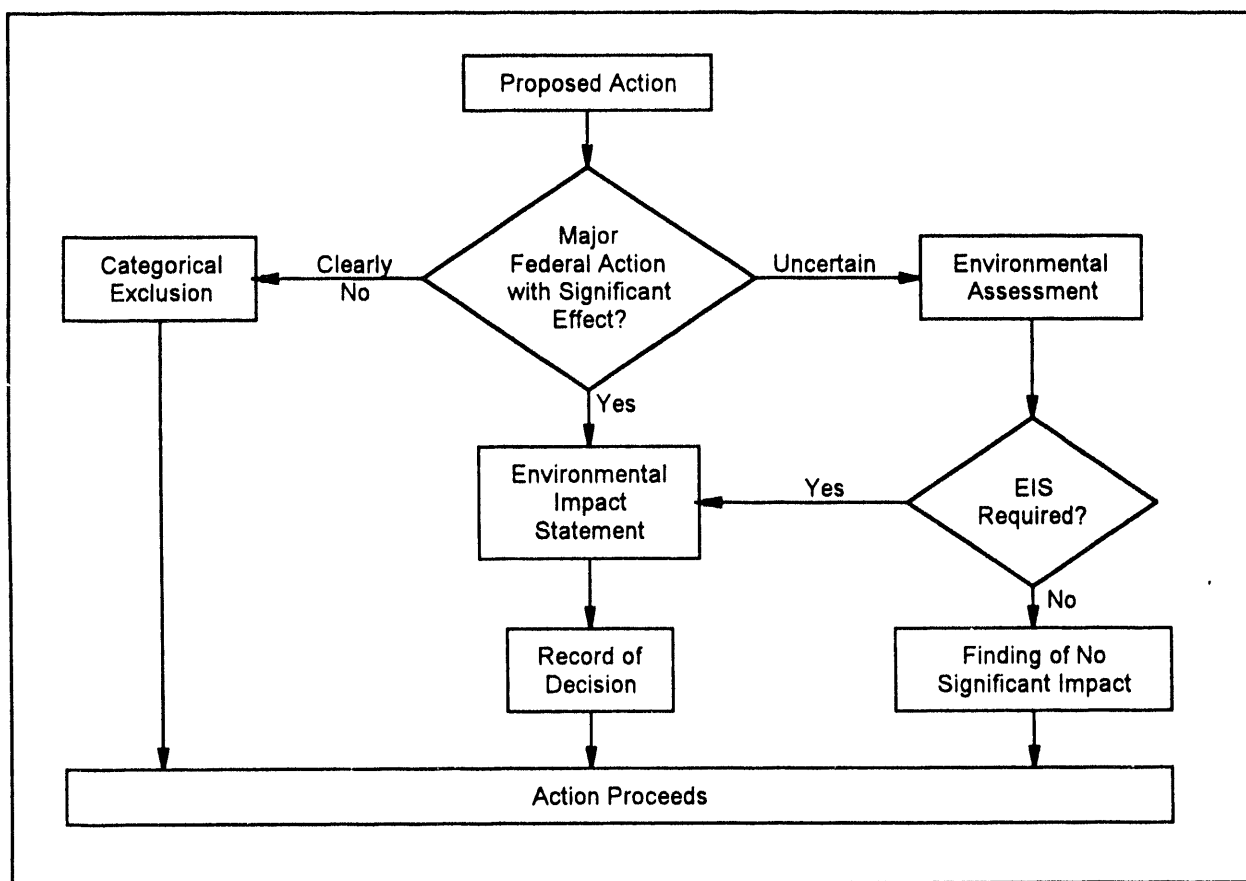 Proposed Action
Major
Federal Action
with Significant
Effect?
Clearly
No
Categorical
Exclusion
Uncertain
Environmental
Assessment
Yes
Environmental
Impact
Statement
Yes
EIS
Required?
No
Record of
Decision
Finding of No
Significant Impact
Action Proceeds